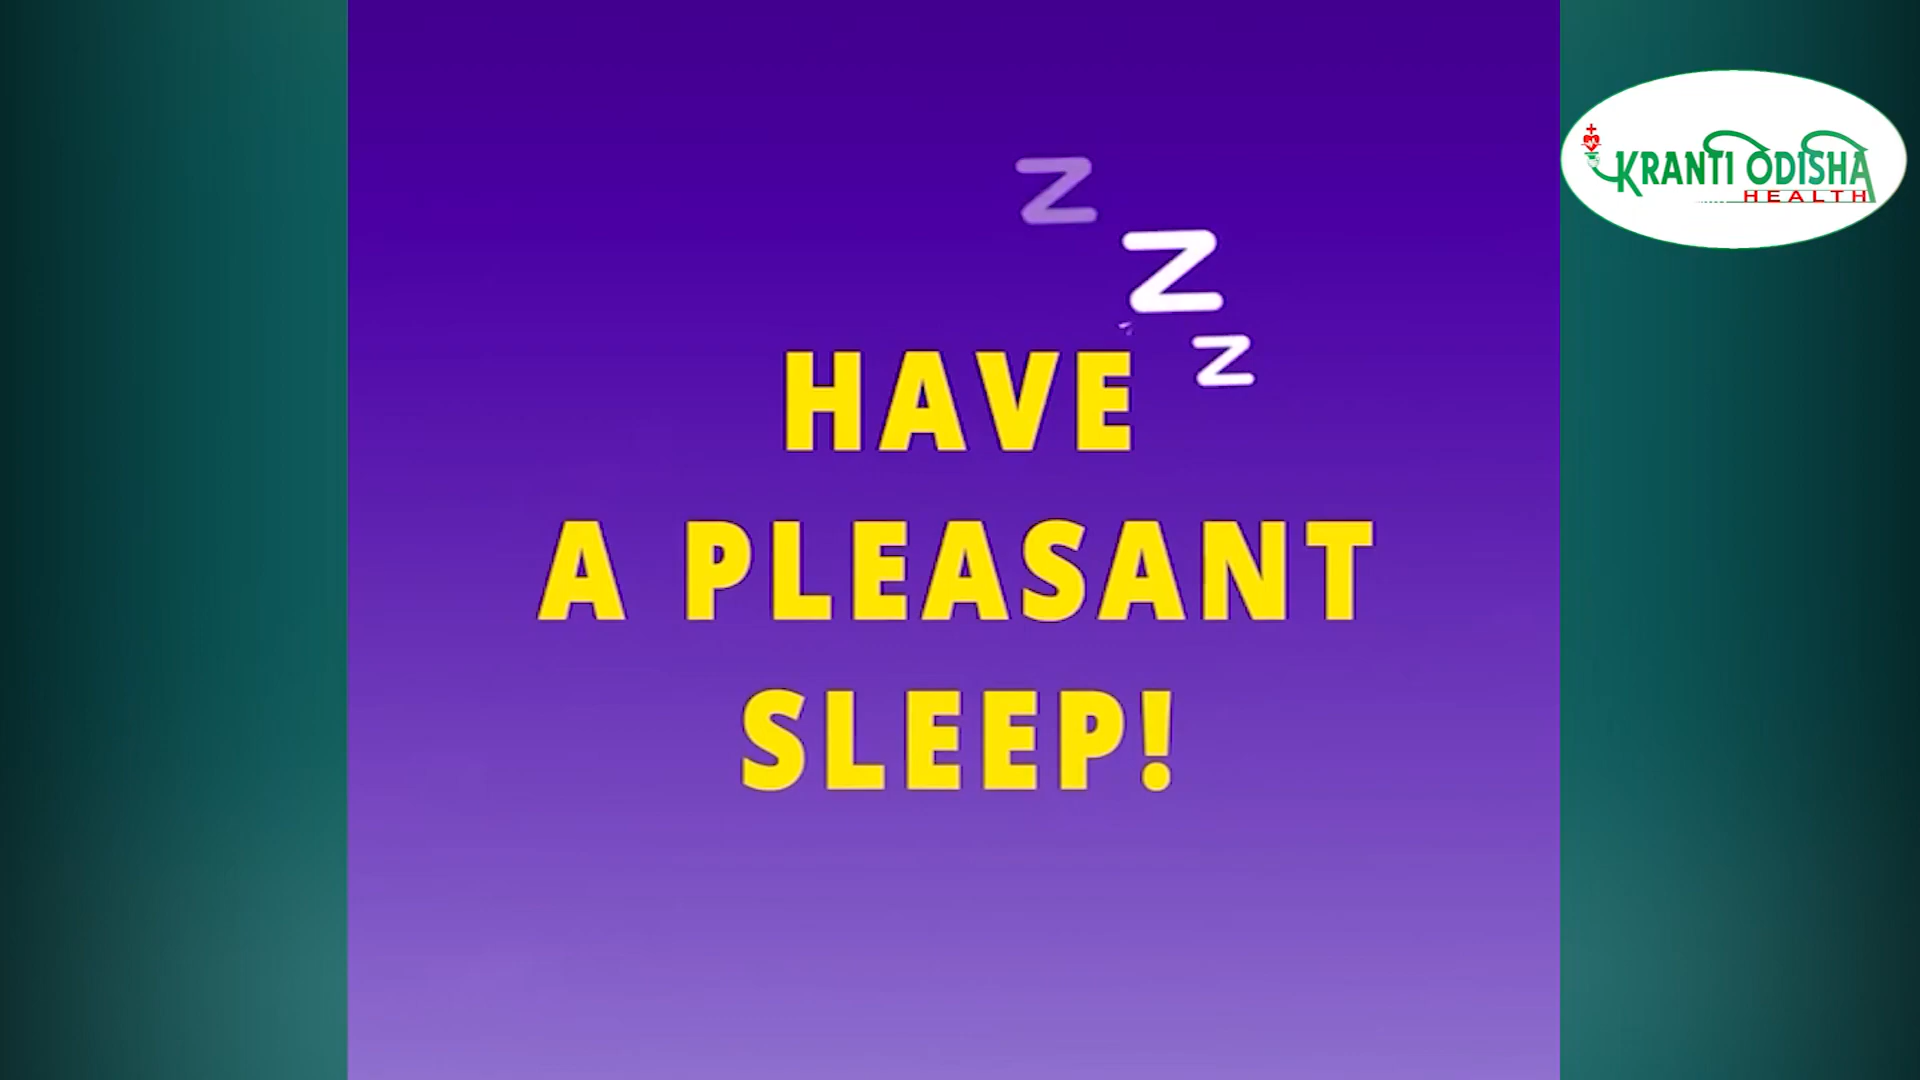 Z
Z
Z
HAVE
A PLEASANT
SLEEP!
KRANTI ODISHA
HEALTH